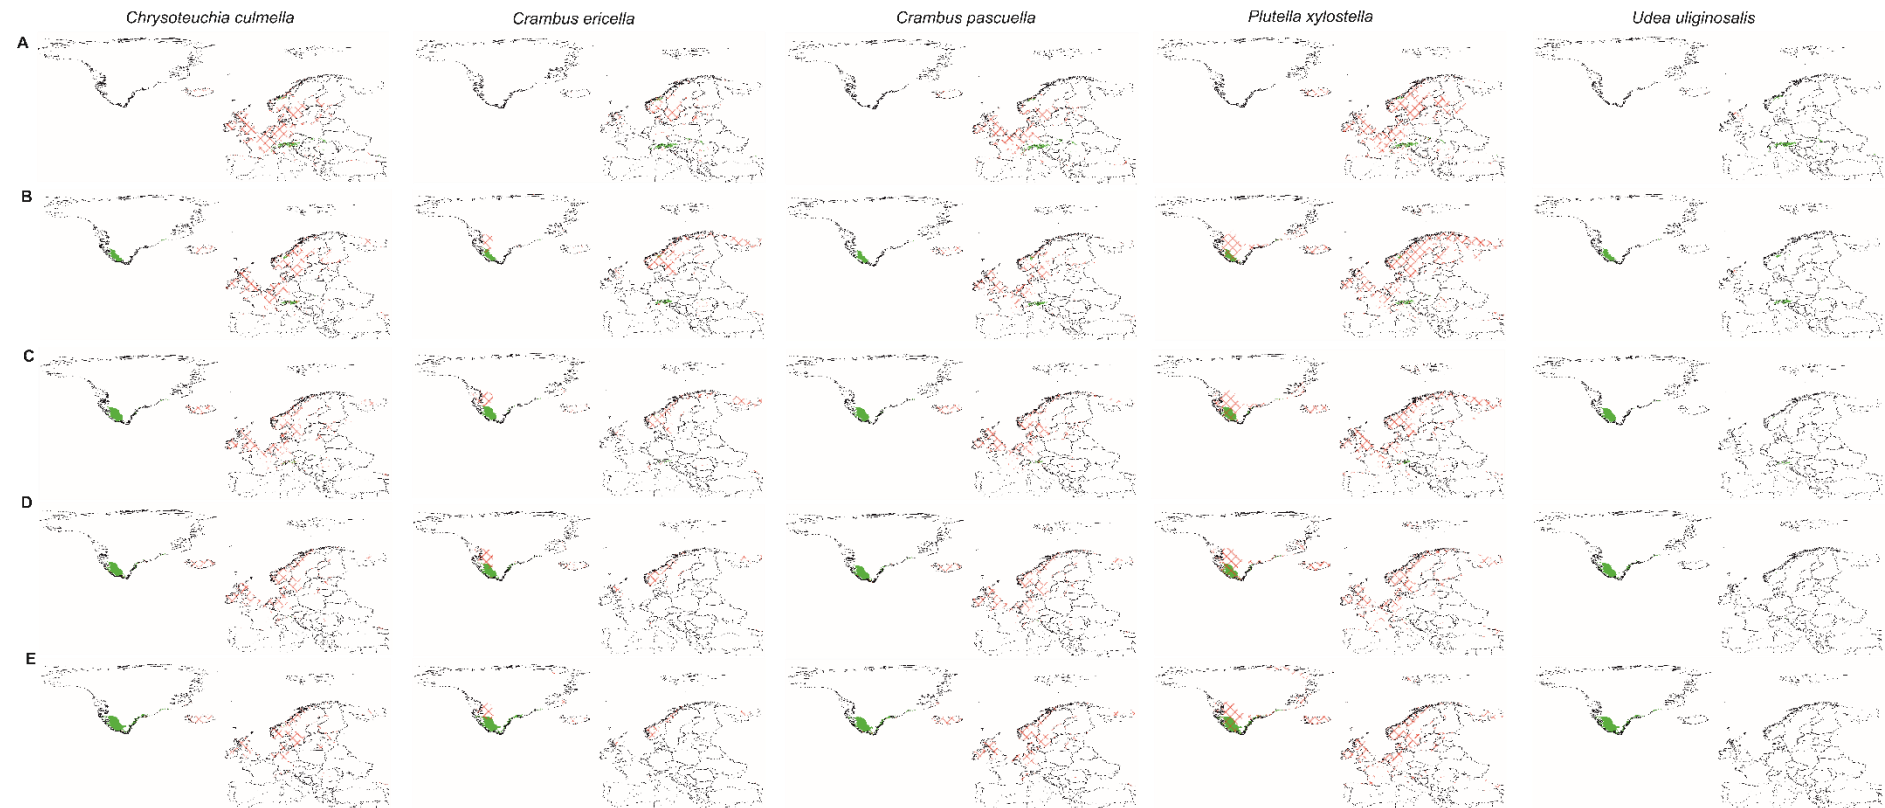 Chrysoteuchia culmella Crambus ericella Crambus pascuella Plutella xylostella Udea uliginosalis
A
B
C
D
E